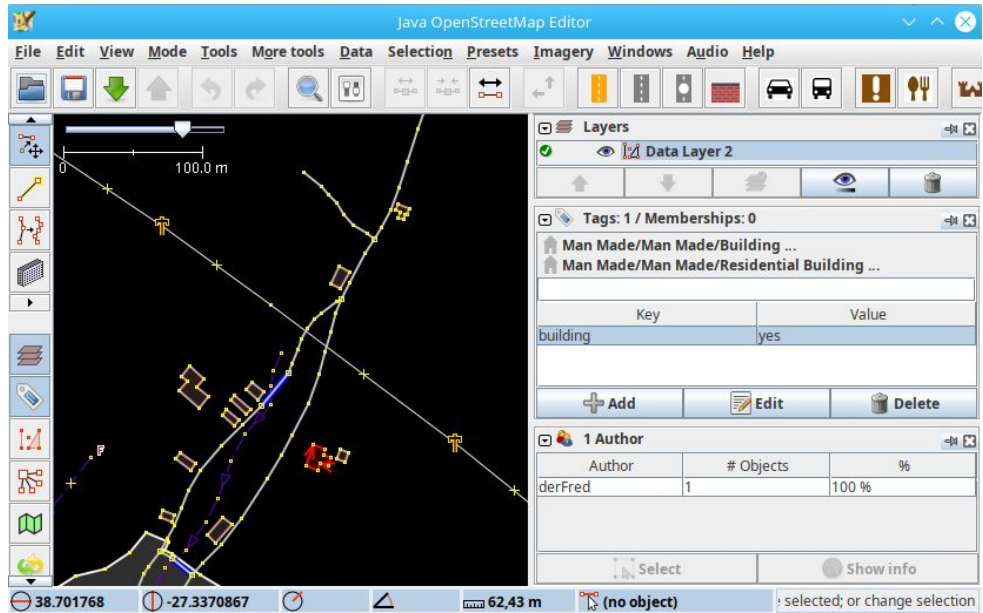 Java OpenStreetMap Editor
File Edit View Mode Tools More tools Data Selection Presets Imagery Windows Audio Help
0 100.0 m
F
Layers
Data Layer 2
Tags: 1 / Memberships: 0
Man Made/Man Made/Building ...
Man Made/Man Made/Residential Building ...
Key Value
building yes
Add Edit Delete
1 Author
Author # Objects %
derFred 1 100 %
Select Show info
38.701768 -27.3370867 62,43 m (no object) selected; or change selection